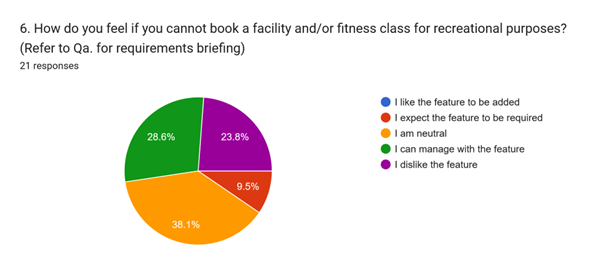 6. How do you feel if you cannot book a facility and/or fitness class for recreational purposes?
(Refer to Qa. for requirements briefing)
21 responses
I like the feature to be added
I expect the feature to be required
I am neutral
I can manage with the feature
I dislike the feature
28.6%
23.8%
9.5%
38.1%